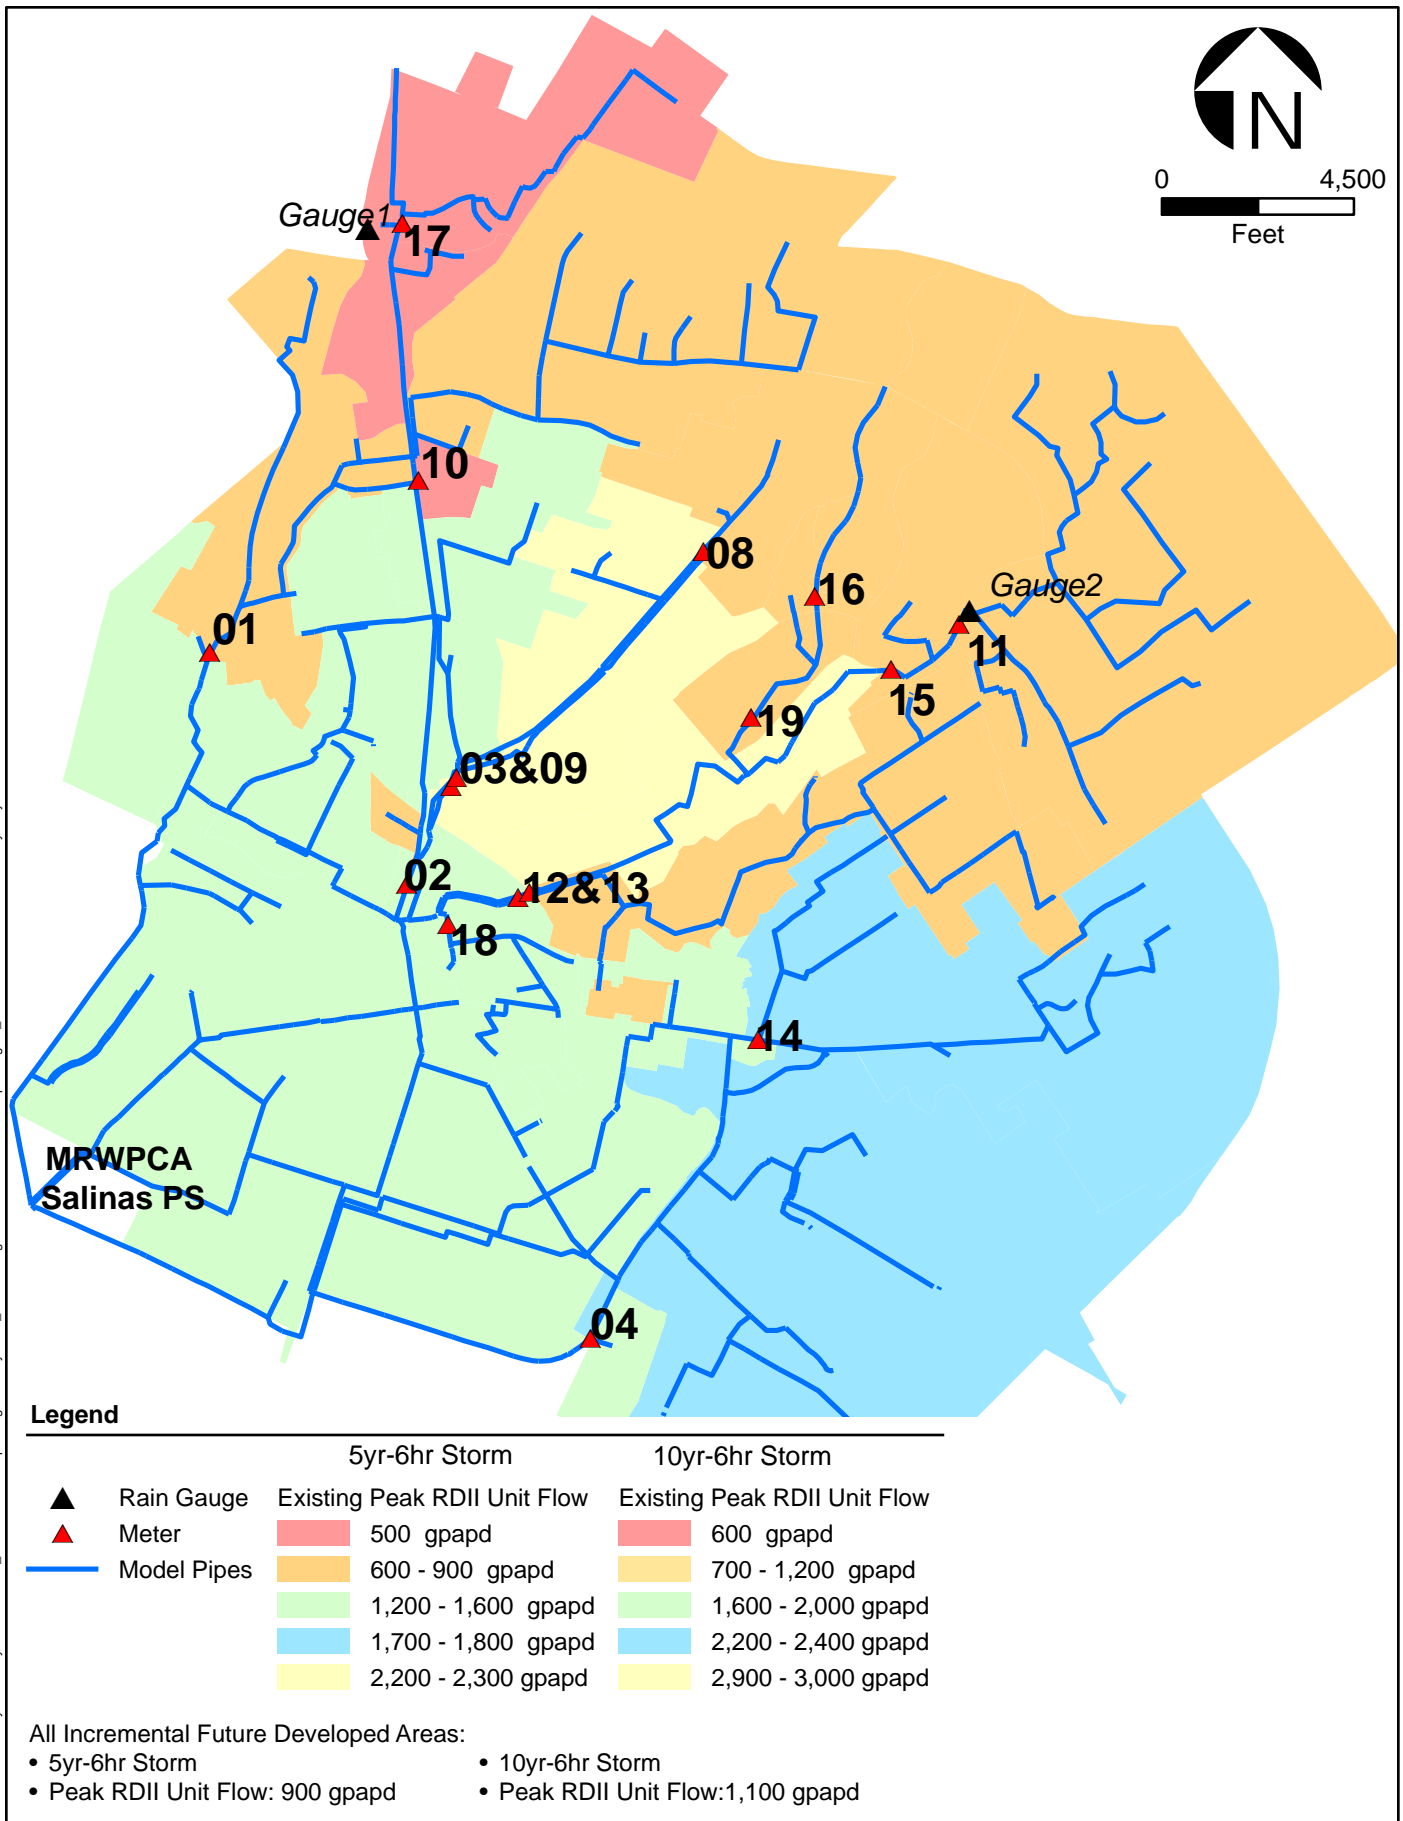 N
0 4,500
Feet
Gauge1
17
10
08
16
Gauge2
01
11
15
19
03&09
02
12&13
18
14
MRWPCA
Salinas PS
04
Legend
5yr-6hr Storm 10yr-6hr Storm
Rain Gauge Existing Peak RDII Unit Flow Existing Peak RDII Unit Flow
Meter 500 gpapd 600 gpapd
Model Pipes 600 - 900 gpapd 700 - 1,200 gpapd
1,200 - 1,600 gpapd 1,600 - 2,000 gpapd
1,700 - 1,800 gpapd 2,200 - 2,400 gpapd
2,200 - 2,300 gpapd 2,900 - 3,000 gpapd
All Incremental Future Developed Areas:
• 5yr-6hr Storm • 10yr-6hr Storm
• Peak RDII Unit Flow: 900 gpapd • Peak RDII Unit Flow:1,100 gpapd